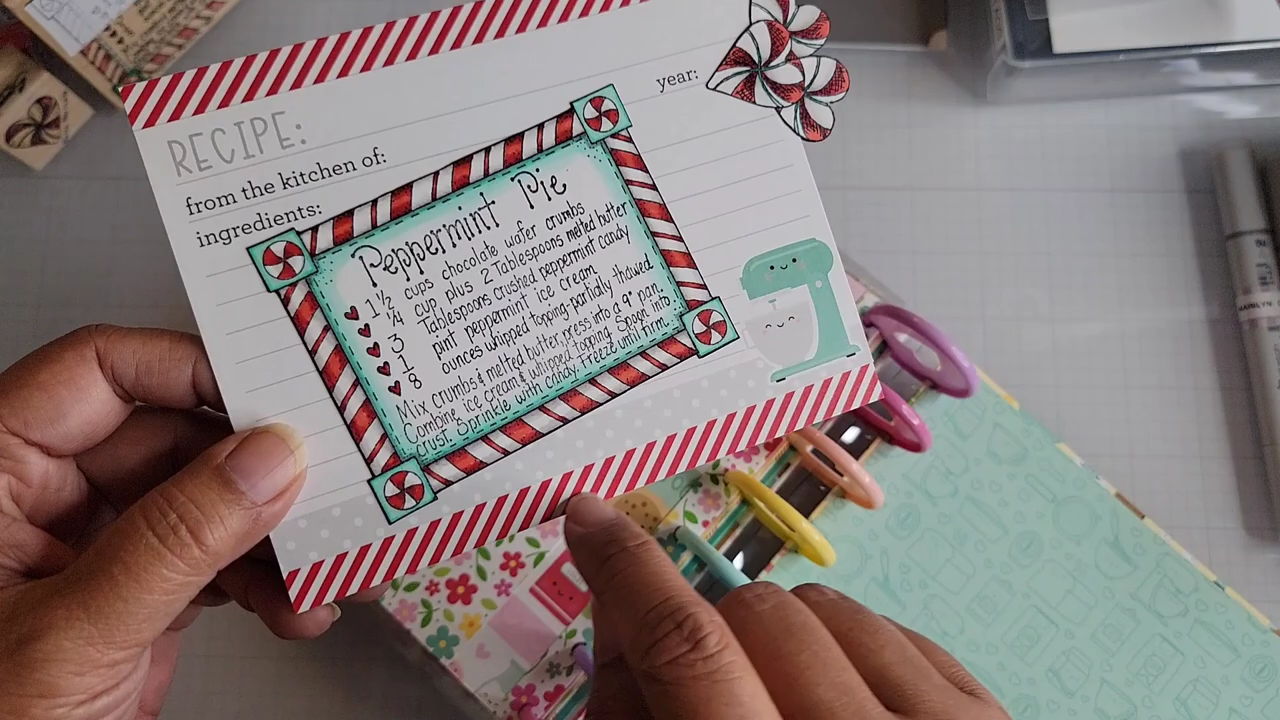 RECIPE:
year:
from the kitchen of:
ingredients:
Peppermint Pie
1 1/2 cups chocolate wafer crumbs
1/4 cup plus 2 Tablespoons melted butter
3 Tablespoons crushed peppermint candy
1 pint peppermint ice cream
8 ounces whipped topping-partially thawed
Mix crumbs & melted butter, press into a 9" pan.
Combine ice cream & whipped topping. Spoon into
crust. Sprinkle with candy. Freeze until firm.